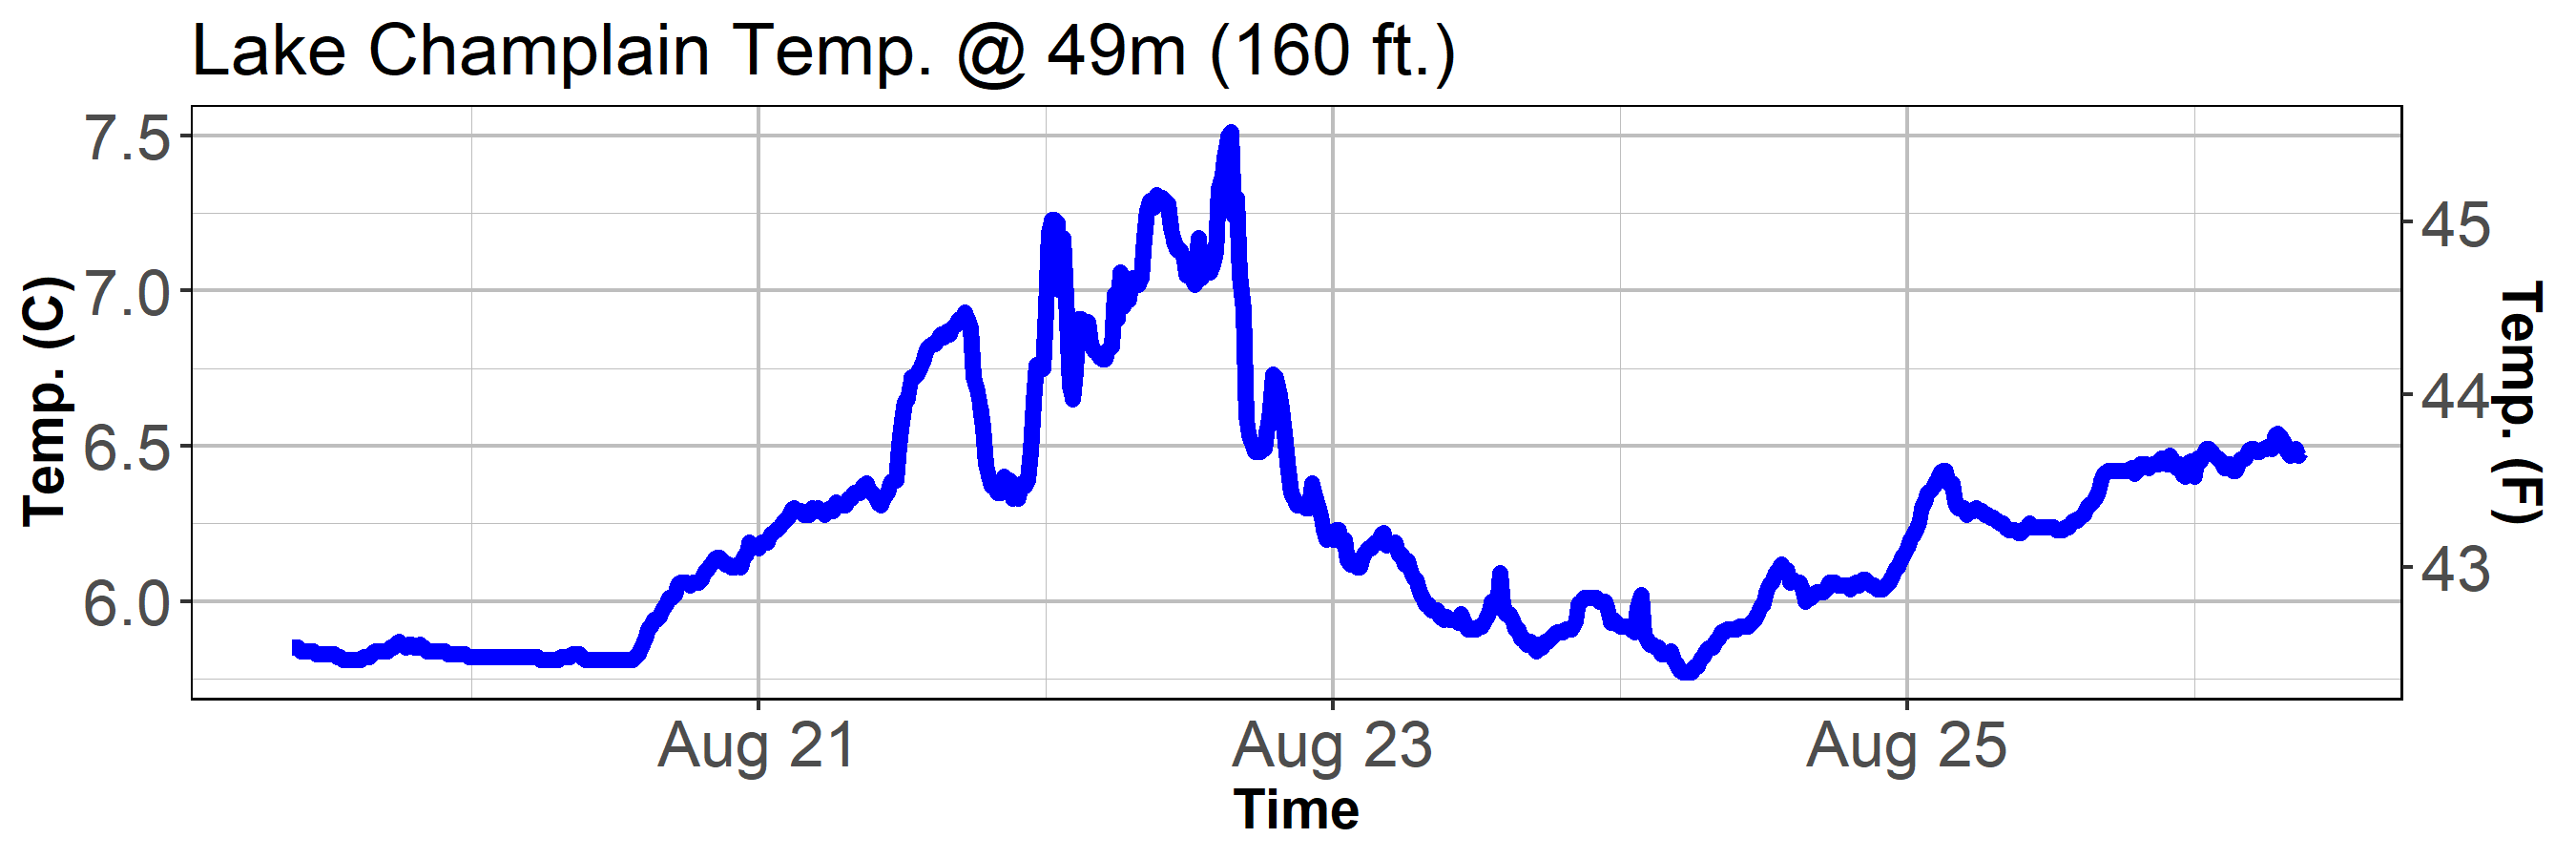 Lake Champlain Temp. @ 49m (160 ft.)
7.5
7.0
6.5
6.0
Temp. (C)
45
44
43
Temp. (F)
Aug 21 Aug 23 Aug 25
Time